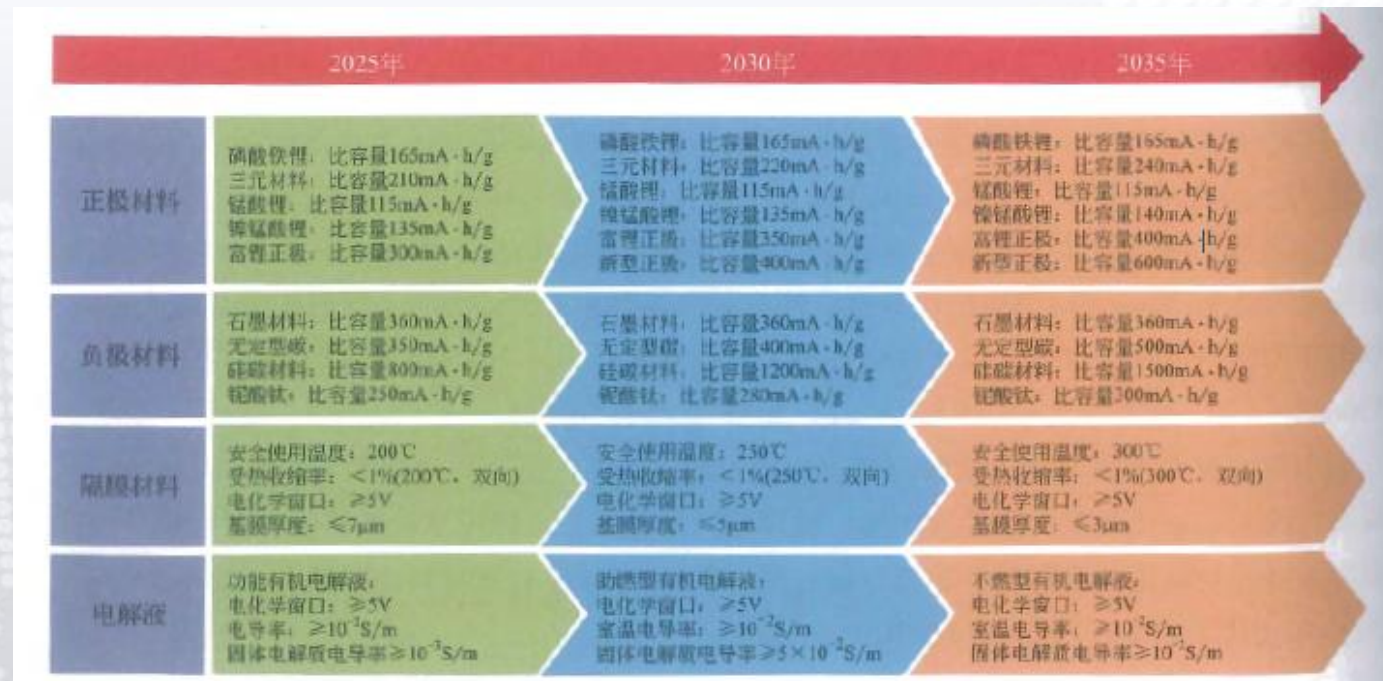 2025年
2030年
2035年
正极材料
磷酸铁锂：比容量165mA·h/g
三元材料：比容量210mA·h/g
锰酸锂：比容量115mA·h/g
镍锰酸锂：比容量135mA·h/g
富锂正极：比容量300mA·h/g
磷酸铁锂：比容量165mA·h/g
三元材料：比容量220mA·h/g
锰酸锂：比容量115mA·h/g
镍锰酸锂：比容量135mA·h/g
富锂正极：比容量350mA·h/g
新型正极：比容量400mA·h/g
磷酸铁锂：比容量165mA·h/g
三元材料：比容量240mA·h/g
锰酸锂：比容量115mA·h/g
镍锰酸锂：比容量140mA·h/g
富锂正极：比容量400mA·h/g
新型正极：比容量600mA·h/g
负极材料
石墨材料：比容量360mA·h/g
无定型碳：比容量350mA·h/g
硅碳材料：比容量800mA·h/g
铌酸钛：比容量250mA·h/g
石墨材料：比容量360mA·h/g
无定型碳：比容量400mA·h/g
硅碳材料：比容量1200mA·h/g
铌酸钛：比容量280mA·h/g
石墨材料：比容量360mA·h/g
无定型碳：比容量500mA·h/g
硅碳材料：比容量1500mA·h/g
铌酸钛：比容量300mA·h/g
隔膜材料
安全使用温度：200℃
受热收缩率：<1%(200℃，双向)
电化学窗口：≥5V
基膜厚度：≤7μm
安全使用温度：250℃
受热收缩率：<1%(250℃，双向)
电化学窗口：≥5V
基膜厚度：≤5μm
安全使用温度：300℃
受热收缩率：<1%(300℃，双向)
电化学窗口：≥5V
基膜厚度：≤3μm
电解液
功能有机电解液：
电化学窗口：≥5V
电导率：≥10⁻²S/m
固体电解质电导率≥10⁻³S/m
燃型有机电解液：
电化学窗口：≥5V
室温电导率：≥10⁻²S/m
固体电解质电导率≥5×10⁻²S/m
不燃型有机电解液：
电化学窗口：≥5V
室温电导率：≥10⁻²S/m
固体电解质电导率≥10⁻²S/m